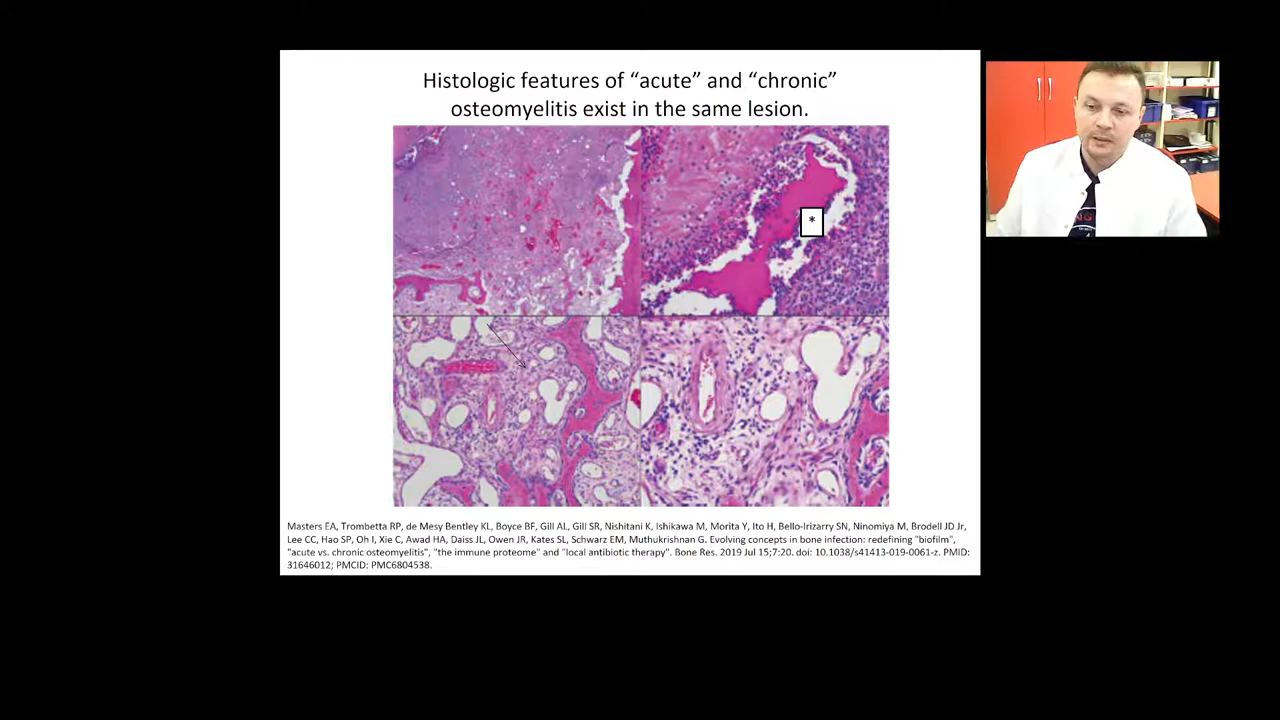 Histologic features of “acute” and “chronic”
osteomyelitis exist in the same lesion.
*
Masters EA, Trombetta RP, de Mesy Bentley KL, Boyce BF, Gill AL, Gill SR, Nishitani K, Ishikawa M, Morita Y, Ito H, Bello-Irizarry SN, Ninomiya M, Brodell JD Jr,
Lee CC, Hao SP, Oh I, Xie C, Awad HA, Daiss JL, Owen JR, Kates SL, Schwarz EM, Muthukrishnan G. Evolving concepts in bone infection: redefining "biofilm",
"acute vs. chronic osteomyelitis", "the immune proteome" and "local antibiotic therapy". Bone Res. 2019 Jul 15;7:20. doi: 10.1038/s41413-019-0061-z. PMID:
31646012; PMCID: PMC6804538.